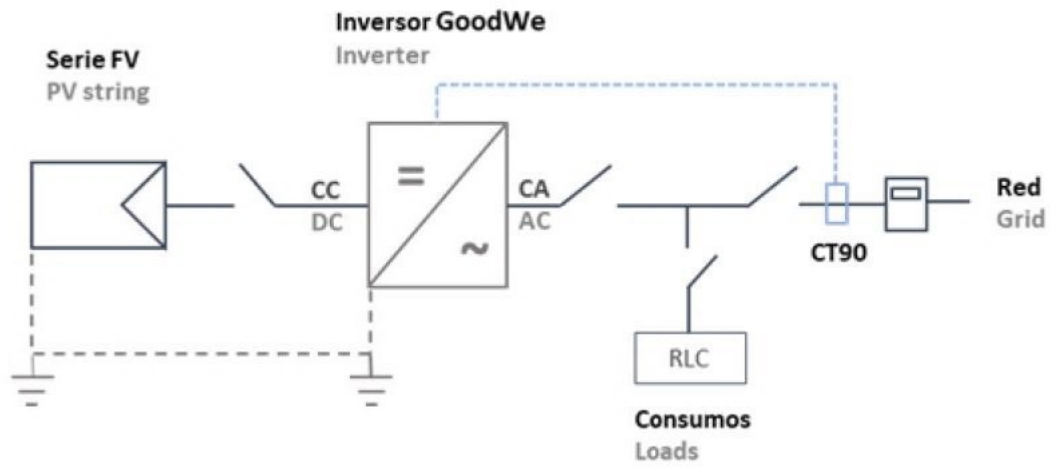 Inversor GoodWe
Inverter
Serie FV
PV string
CC
DC
=
~
CA
AC
CT90
Red
Grid
RLC
Consumos
Loads